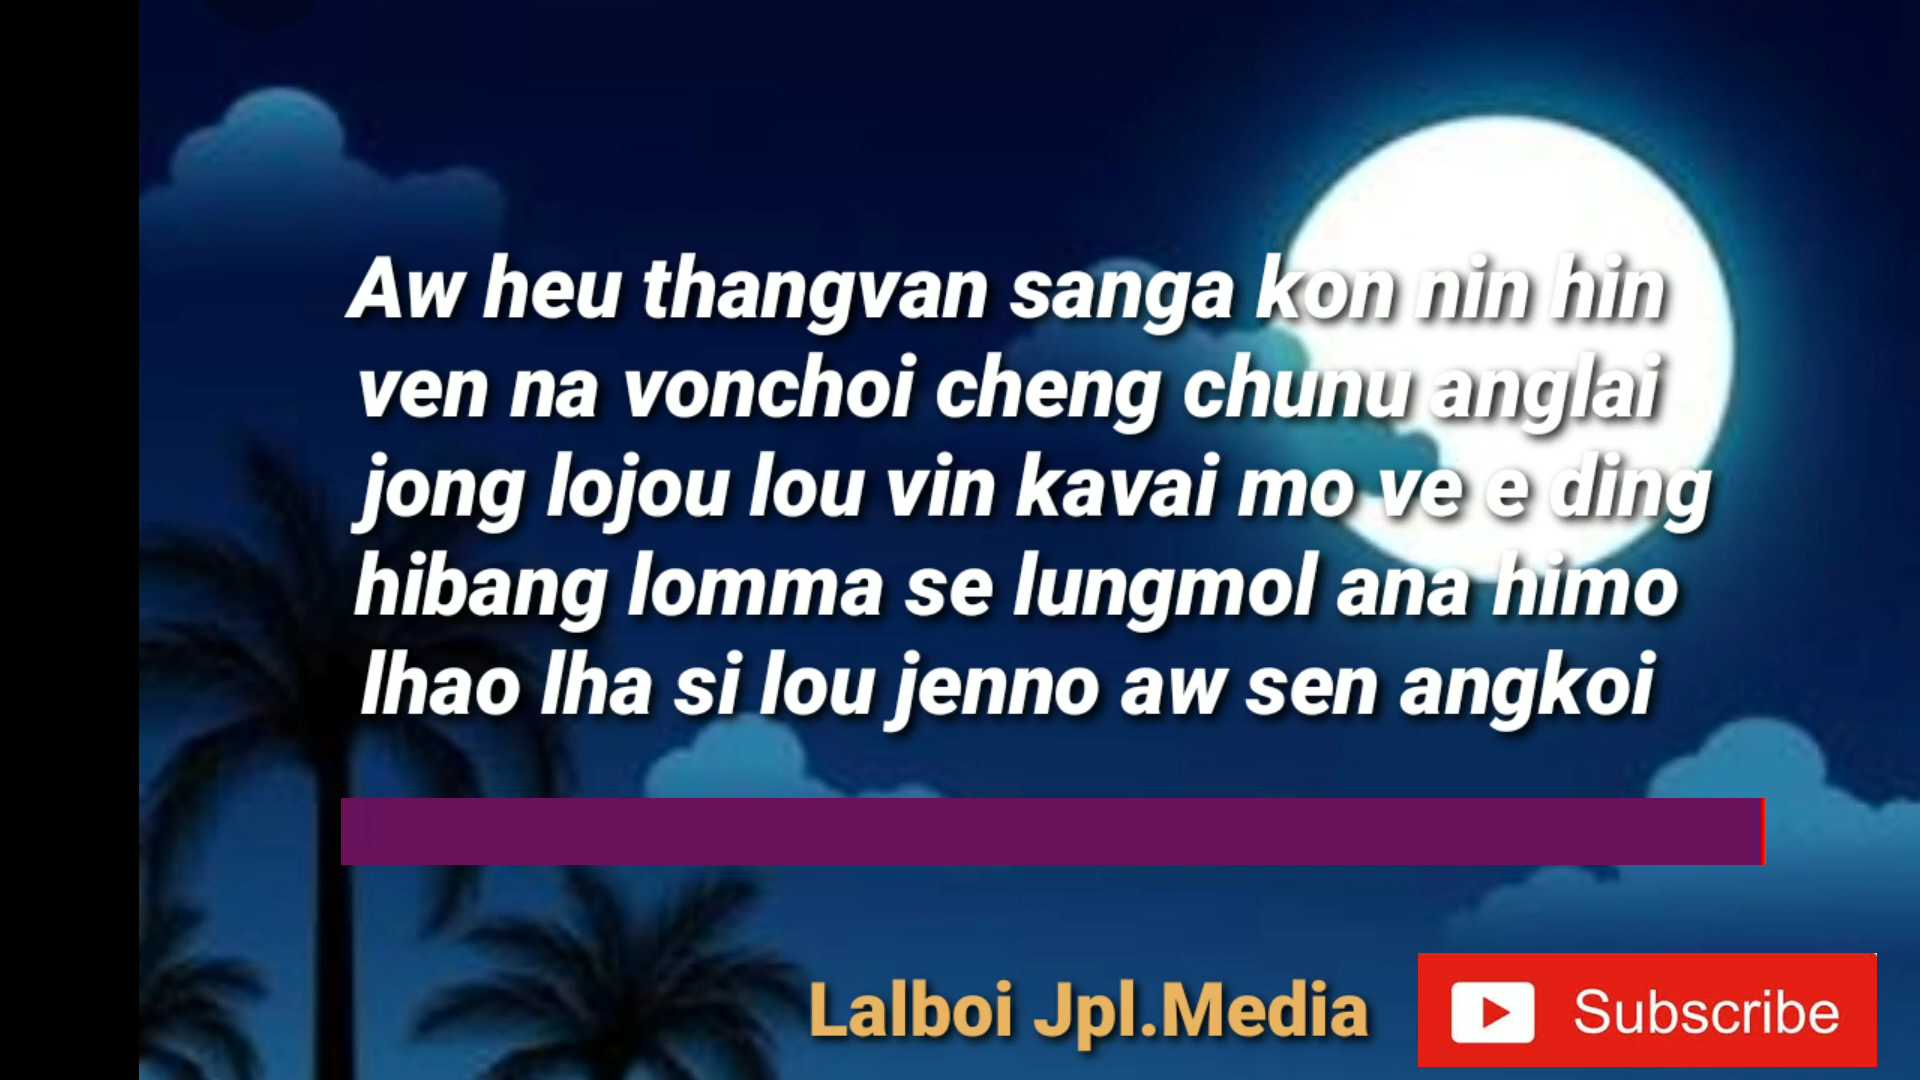 Aw heu thangvan sanga kon nin hin
ven na vonchoi cheng chunu anglai
jong lojou lou vin kavai mo ve e ding
hibang lomma se lungmol ana himo
lhao lha si lou jenno aw sen angkoi
Lalboi Jpl.Media
Subscribe